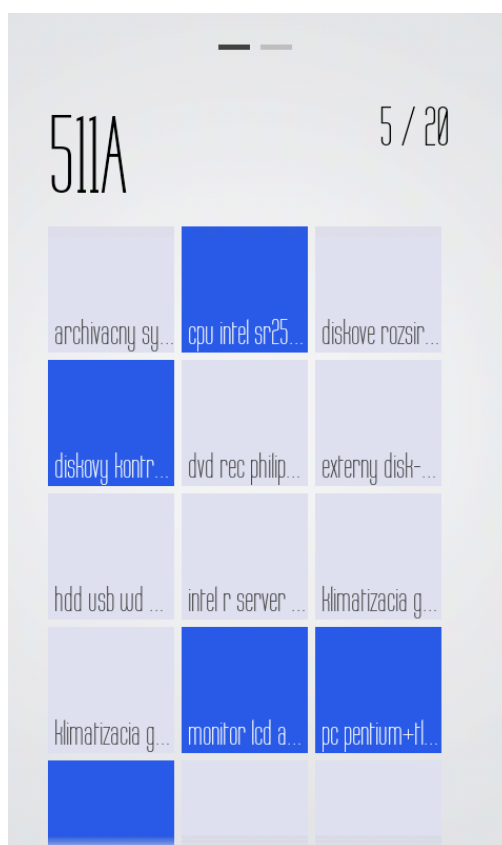 511A
5 / 20
archivacny sy...
cpu intel sr25...
diskove rozsir...
diskovy kontr...
dvd rec philip...
externy disk-...
hdd usb wd ...
intel r server ...
klimatizacia g...
klimatizacia g...
monitor lcd a...
pc pentium+tl...